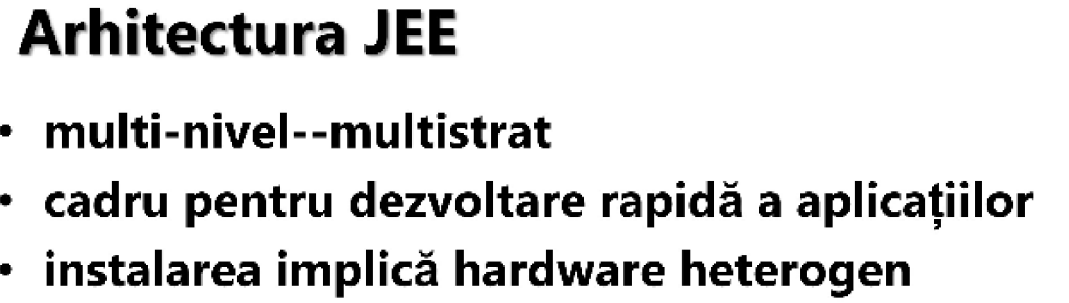 Arhitectura JEE
• multi-nivel--multistrat
• cadru pentru dezvoltare rapidă a aplicațiilor
• instalarea implică hardware heterogen